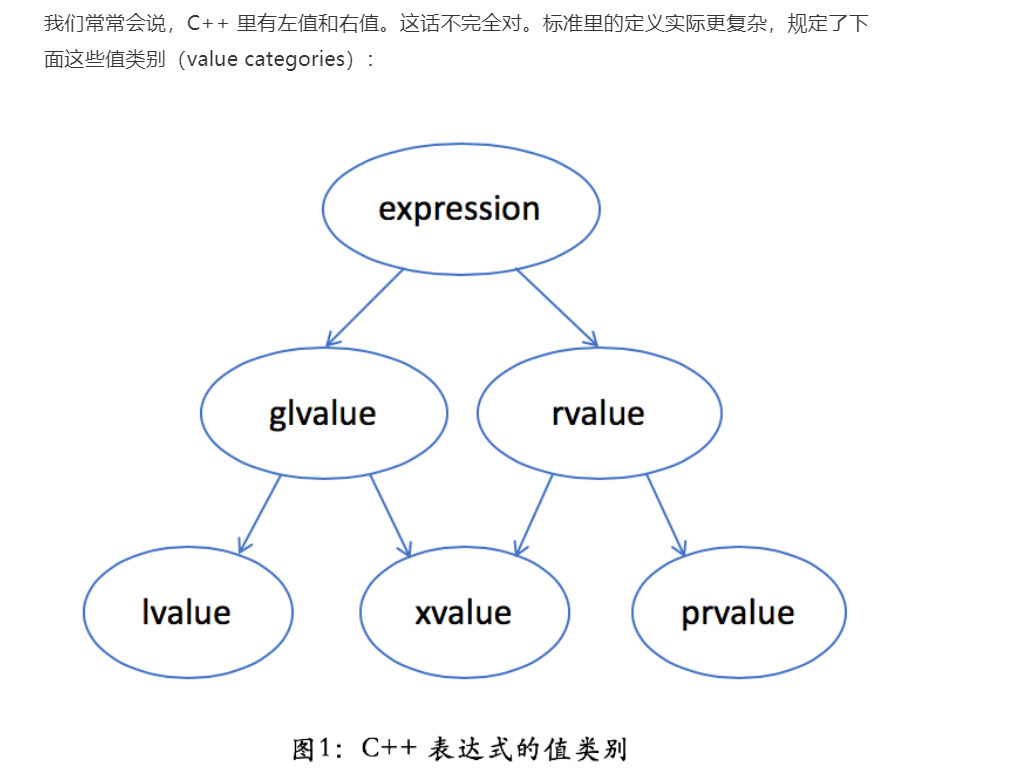 我们常常会说，C++ 里有左值和右值。这话不完全对。标准里的定义实际更复杂，规定了下
面这些值类别（value categories）：
expression
glvalue
rvalue
lvalue
xvalue
prvalue
图1：C++ 表达式的值类别